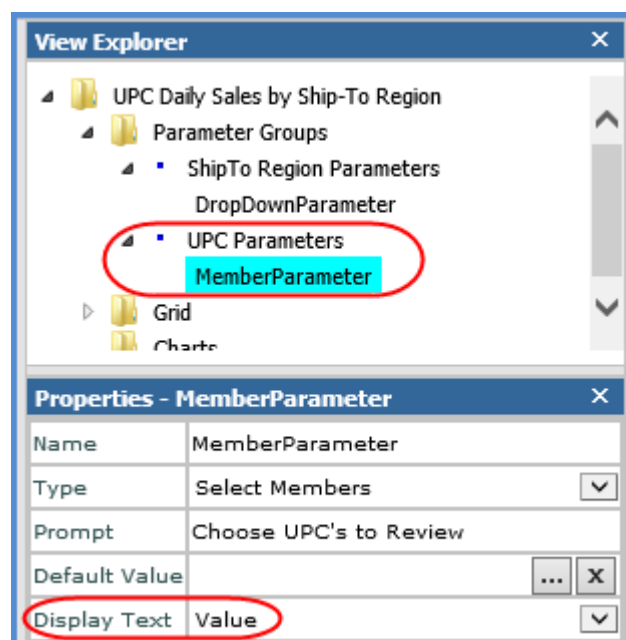 View Explorer
UPC Daily Sales by Ship-To Region
Parameter Groups
ShipTo Region Parameters
DropDownParameter
UPC Parameters
MemberParameter
Grid
Charts
Properties - MemberParameter
Name MemberParameter
Type Select Members
Prompt Choose UPC's to Review
Default Value ... x
Display Text Value